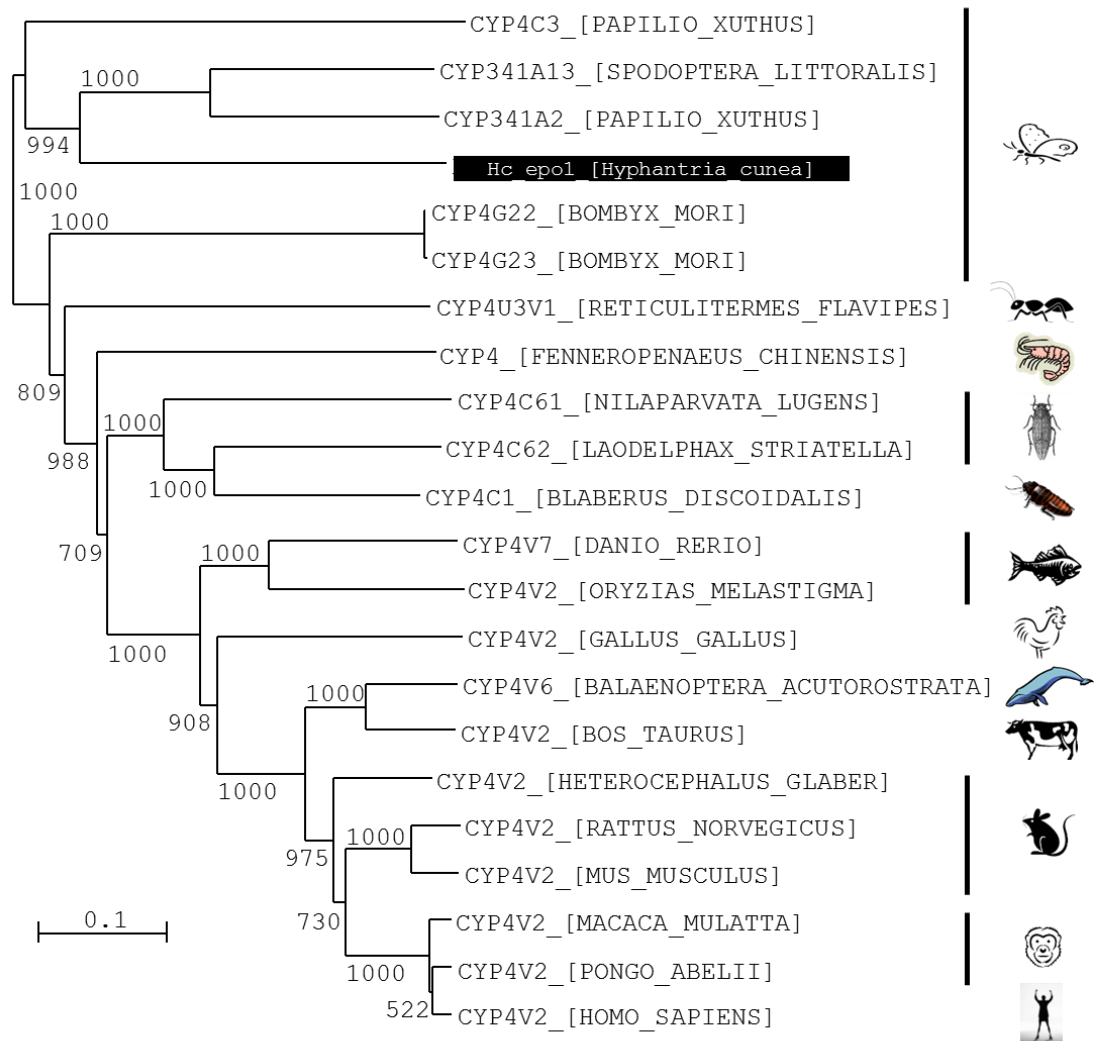 CYP4C3_[PAPILIO_XUTHUS]
1000
CYP341A13_[SPODOPTERA_LITTORALIS]
CYP341A2_[PAPILIO_XUTHUS]
994
Hc_epo1_[Hyphantria_cunea]
1000
1000
CYP4G22_[BOMBYX_MORI]
CYP4G23_[BOMBYX_MORI]
CYP4U3V1_[RETICULITERMES_FLAVIPES]
CYP4_[FENNEROPENAEUS_CHINENSIS]
809
CYP4C61_[NILAPARVATA_LUGENS]
1000
988
CYP4C62_[LAODELPHAX_STRIATELLA]
1000
CYP4C1_[BLABERUS_DISCOIDALIS]
709
1000
CYP4V7_[DANIO_RERIO]
CYP4V2_[ORYZIAS_MELASTIGMA]
1000
CYP4V2_[GALLUS_GALLUS]
1000
CYP4V6_[BALAENOPTERA_ACUTOROSTRATA]
908
CYP4V2_[BOS_TAURUS]
1000
CYP4V2_[HETEROCEPHALUS_GLABER]
1000
CYP4V2_[RATTUS_NORVEGICUS]
975
CYP4V2_[MUS_MUSCULUS]
0.1
730
CYP4V2_[MACACA_MULATTA]
1000
CYP4V2_[PONGO_ABELII]
522
CYP4V2_[HOMO_SAPIENS]